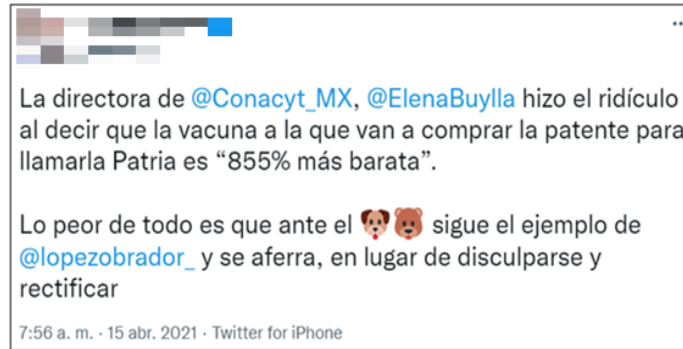 La directora de @Conacyt_MX, @ElenaBuylla hizo el ridículo
al decir que la vacuna a la que van a comprar la patente para
llamarla Patria es “855% más barata”.
Lo peor de todo es que ante el 🐶🐻 sigue el ejemplo de
@lopezobrador_ y se aferra, en lugar de disculparse y
rectificar
7:56 a. m. · 15 abr. 2021 · Twitter for iPhone